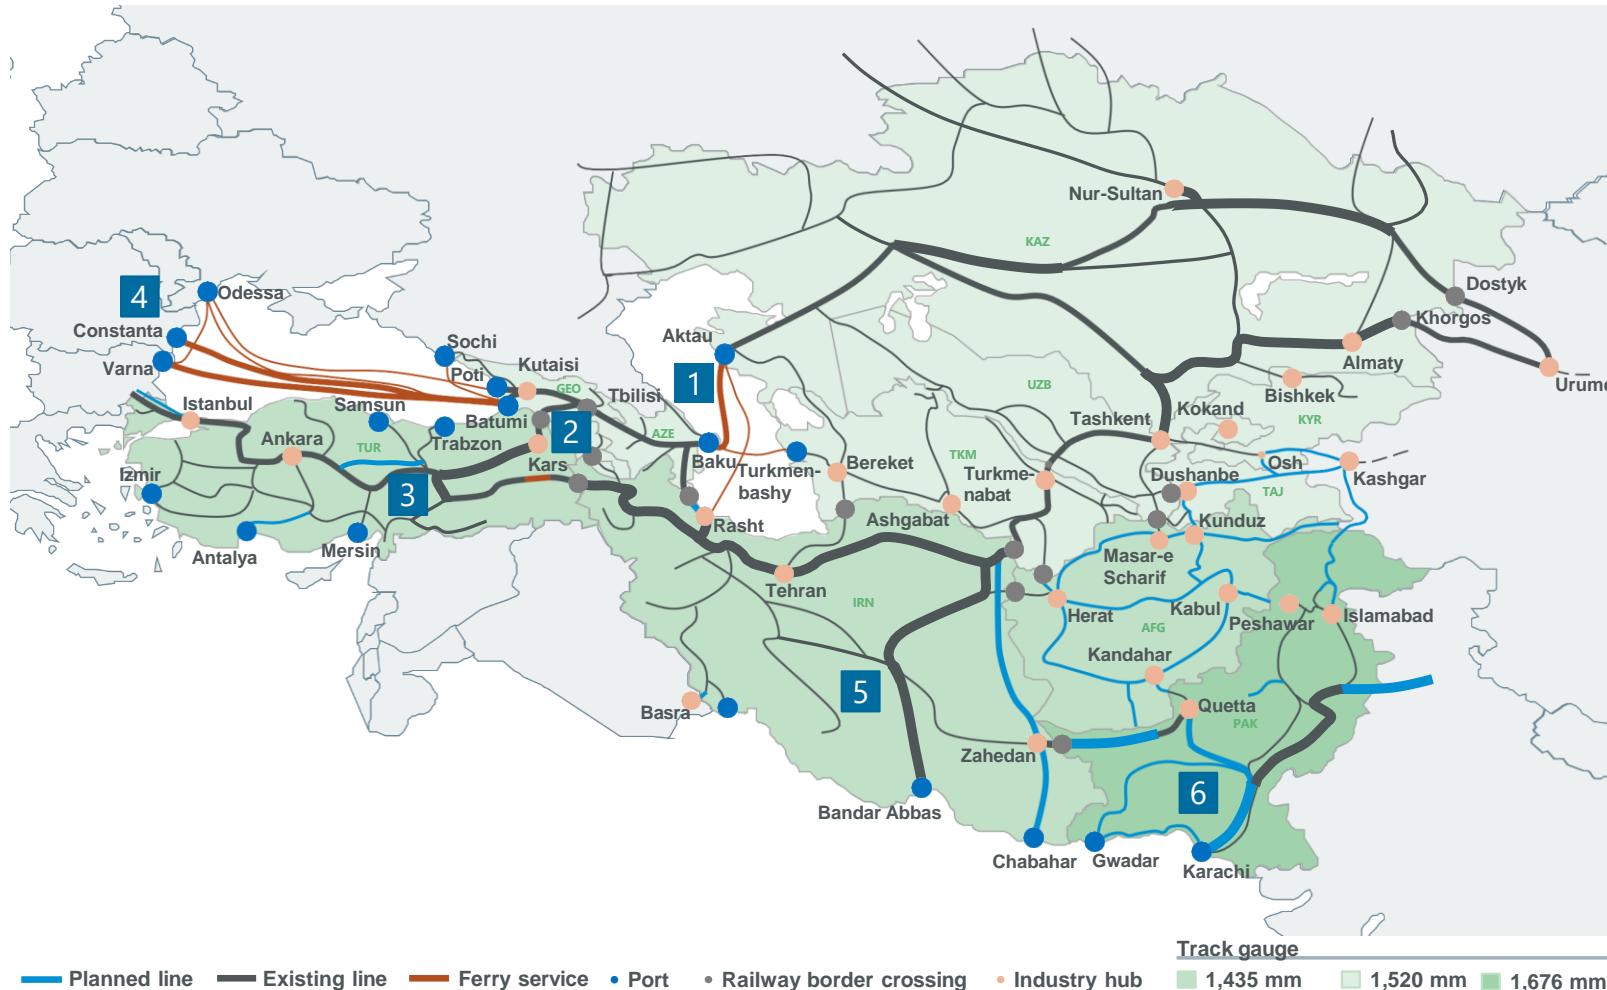 Nur-Sultan
KAZ
4
Odessa
Dostyk
Constanta
Khorgos
Sochi
Aktau
Varna
Kutaisi
Almaty
Poti
1
GEO
UZB
Urum
Bishkek
Istanbul
Samsun
Tbilisi
Kokand
Batumi
2
Tashkent
KYR
Ankara
TUR
Trabzon
AZE
Baku
Turkmen-
bashy
Bereket
TKM
Osh
Kars
Turkme-
nabat
Dushanbe
Kashgar
Izmir
3
TAJ
Rasht
Ashgabat
Kunduz
Antalya
Mersin
Masar-e
Scharif
Tehran
IRN
Herat
Kabul
Peshawar
Islamabad
AFG
Kandahar
5
Basra
Quetta
PAK
Zahedan
6
Bandar Abbas
Chabahar
Gwadar
Karachi
Track gauge
Planned line
Existing line
Ferry service
Port
Railway border crossing
Industry hub
1,435 mm
1,520 mm
1,676 mm